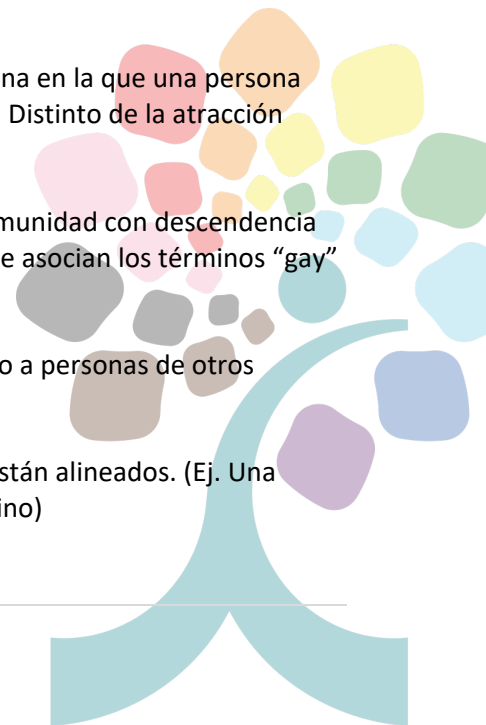 na en la que una persona
Distinto de la atracción
munidad con descendencia
e asocian los términos “gay”
o a personas de otros
stán alineados. (Ej. Una
ino)